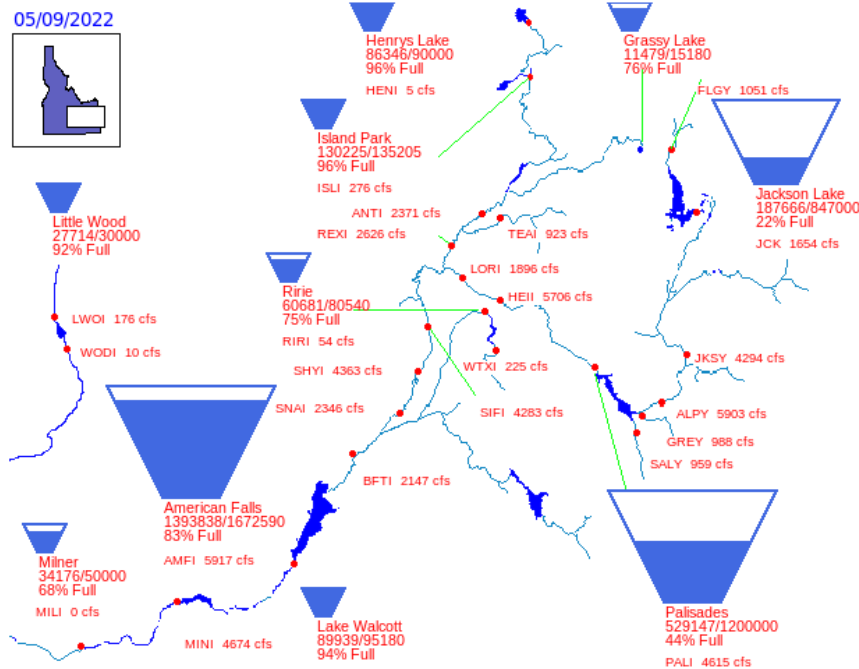 05/09/2022
Henrys Lake
86346/90000
96% Full
HENI 5 cfs
Grassy Lake
11479/15180
76% Full
FLGY 1051 cfs
Island Park
130225/135205
96% Full
ISLI 276 cfs
Jackson Lake
187666/847000
22% Full
JCK 1654 cfs
Little Wood
27714/30000
92% Full
ANTI 2371 cfs
REXI 2626 cfs
TEAI 923 cfs
LORI 1896 cfs
HEII 5706 cfs
Ririe
60681/80540
75% Full
RIRI 54 cfs
LWOI 176 cfs
WODI 10 cfs
SHYI 4363 cfs
WTXI 225 cfs
JKSY 4294 cfs
SNAI 2346 cfs
SIFI 4283 cfs
ALPY 5903 cfs
GREY 988 cfs
SALY 959 cfs
BFTI 2147 cfs
American Falls
1393838/1672590
83% Full
AMFI 5917 cfs
Milner
34176/50000
68% Full
MILI 0 cfs
MINI 4674 cfs
Lake Walcott
89939/95180
94% Full
Palisades
529147/1200000
44% Full
PALI 4615 cfs